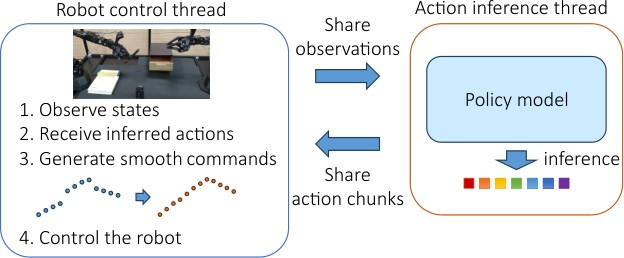 Robot control thread
1. Observe states
2. Receive inferred actions
3. Generate smooth commands
4. Control the robot
Share
observations
Share
action chunks
Action inference thread
Policy model
inference